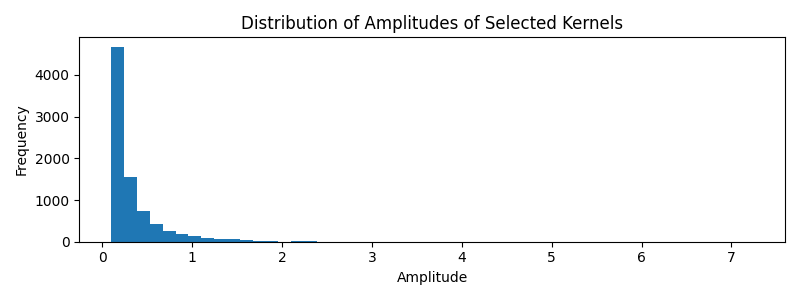 Distribution of Amplitudes of Selected Kernels
Frequency
4000
3000
2000
1000
0
0 1 2 3 4 5 6 7
Amplitude